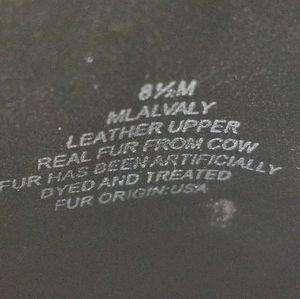 8½M
MLALVALY
LEATHER UPPER
REAL FUR FROM COW
FUR HAS BEEN ARTIFICIALLY
DYED AND TREATED
FUR ORIGIN:USA